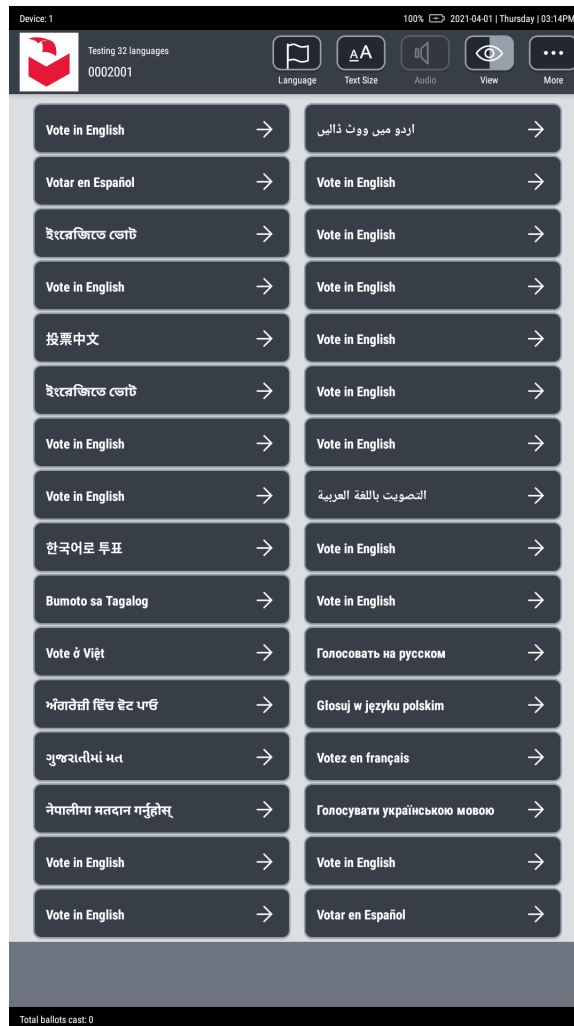 Device: 1
100% 2021-04-01 | Thursday | 03:14PM
Testing 32 languages
0002001
Language
AA
Text Size
Audio
View
More
Vote in English
Votar en Español
ইংরেজিতে ভোট
Vote in English
投票中文
ইংরেজিতে ভোট
Vote in English
Vote in English
한국어로 투표
Bumoto sa Tagalog
Vote ở Việt
ਅੰਗਰੇਜ਼ੀ ਵਿੱਚ ਵੋਟ ਪਾਓ
ગુજરાતીમાં મત
नेपालीमा मतदान गर्नुहोस्
Vote in English
Vote in English
اردو میں ووٹ ڈالیں
Vote in English
Vote in English
Vote in English
Vote in English
Vote in English
Vote in English
التصويت باللغة العربية
Vote in English
Vote in English
Голосовать на русском
Głosuj w języku polskim
Votez en français
Голосувати українською мовою
Vote in English
Votar en Español
Total ballots cast: 0